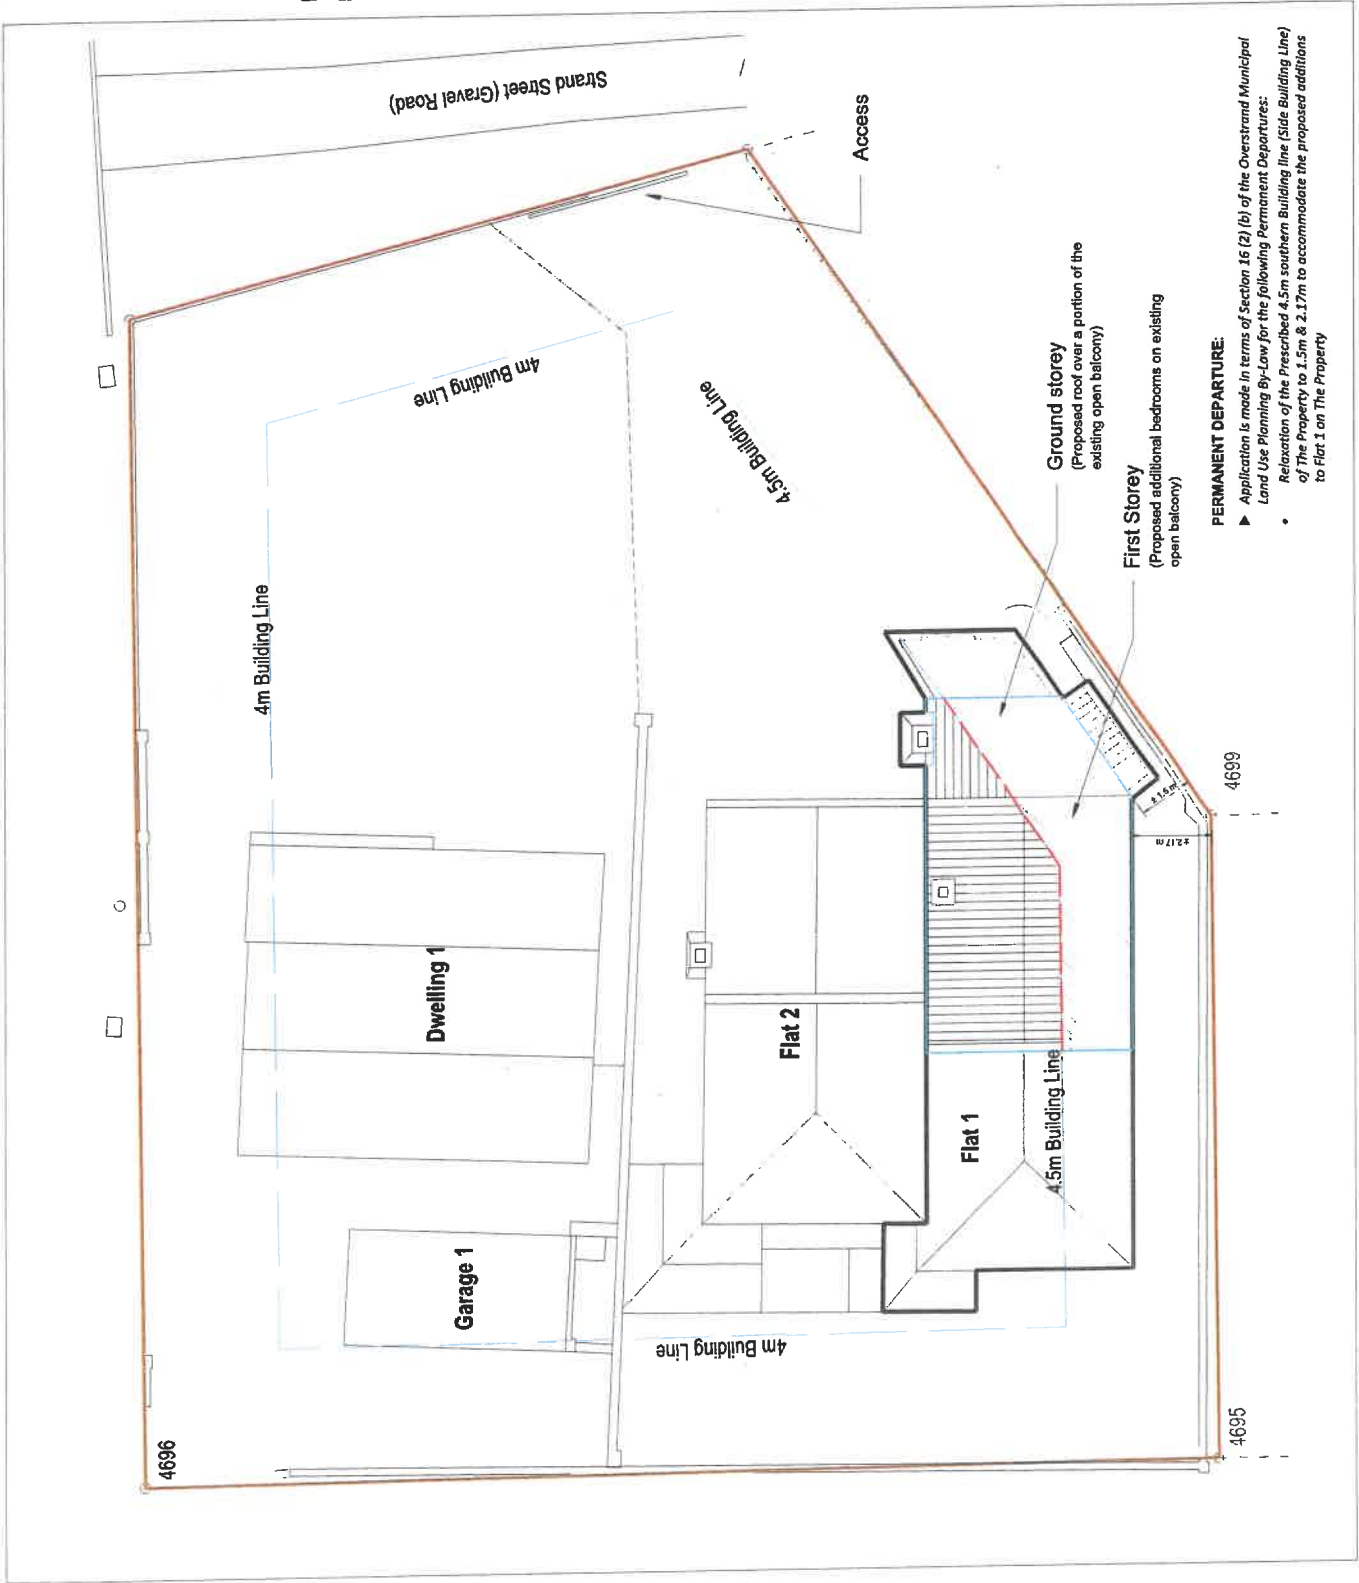 Strand Street (Gravel Road)
Access
4m Building Line
4m Building Line
4.5m Building Line
Ground storey
(Proposed roof over a portion of the
existing open balcony)
First Storey
(Proposed additional bedrooms on existing
open balcony)
PERMANENT DEPARTURE:
▶ Application is made in terms of Section 16 (2) (b) of the Overstrand Municipal
Land Use Planning By-Law for the following Permanent Departures:
• Relaxation of the Prescribed 4.5m southern Building line (Side Building Line)
of The Property to 1.5m & 2.17m to accommodate the proposed additions
to Flat 1 on The Property
Dwelling 1
Flat 2
Flat 1
4.5m Building Line
Garage 1
4m Building Line
±1.5m
±2.17m
4699
4696
4695